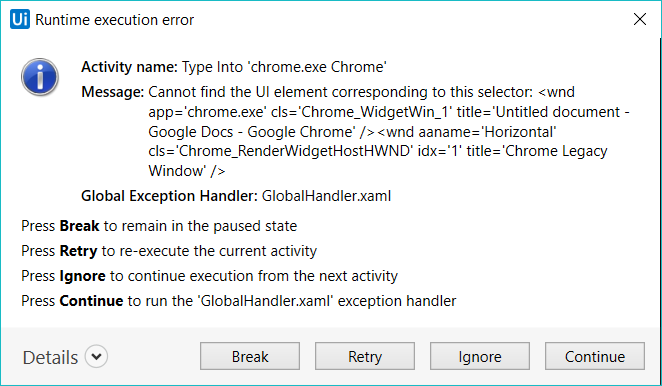 Ui Runtime execution error
Activity name: Type Into 'chrome.exe Chrome'
Message: Cannot find the UI element corresponding to this selector: <wnd
app='chrome.exe' cls='Chrome_WidgetWin_1' title='Untitled document -
Google Docs - Google Chrome' /><wnd aaname='Horizontal'
cls='Chrome_RenderWidgetHostHWND' idx='1' title='Chrome Legacy
Window' />
Global Exception Handler: GlobalHandler.xaml
Press Break to remain in the paused state
Press Retry to re-execute the current activity
Press Ignore to continue execution from the next activity
Press Continue to run the 'GlobalHandler.xaml' exception handler
Details Break Retry Ignore Continue